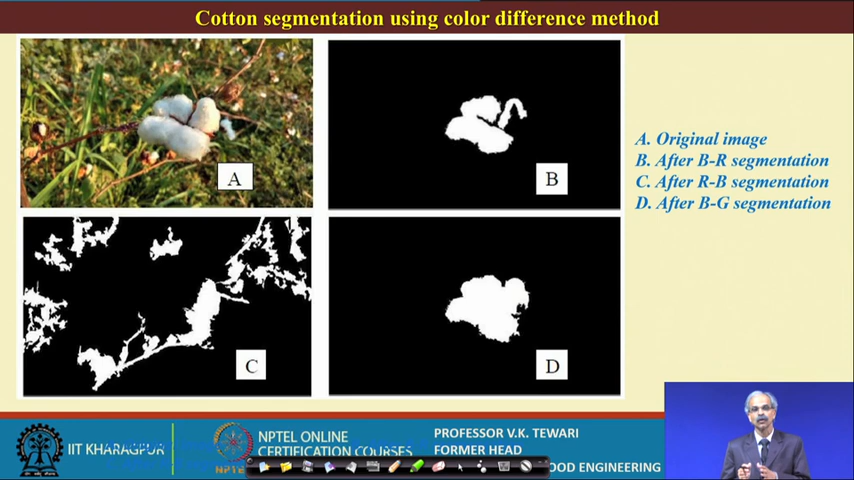 Cotton segmentation using color difference method
A
B
C
D
A. Original image
B. After B-R segmentation
C. After R-B segmentation
D. After B-G segmentation
IIT KHARAGPUR
NPTEL
NPTEL ONLINE
CERTIFICATION COURSES
PROFESSOR V.K. TEWARI
FORMER HEAD
OOD ENGINEERING